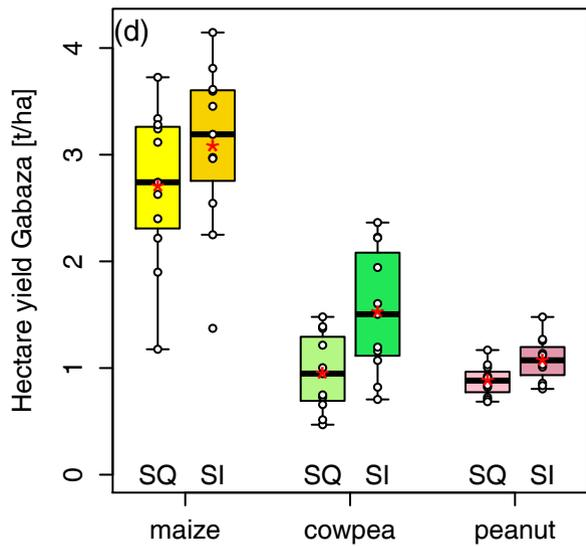 (d)
Hectare yield Gabaza [t/ha]
4
3
2
1
0
SQ SI SQ SI SQ SI
maize cowpea peanut